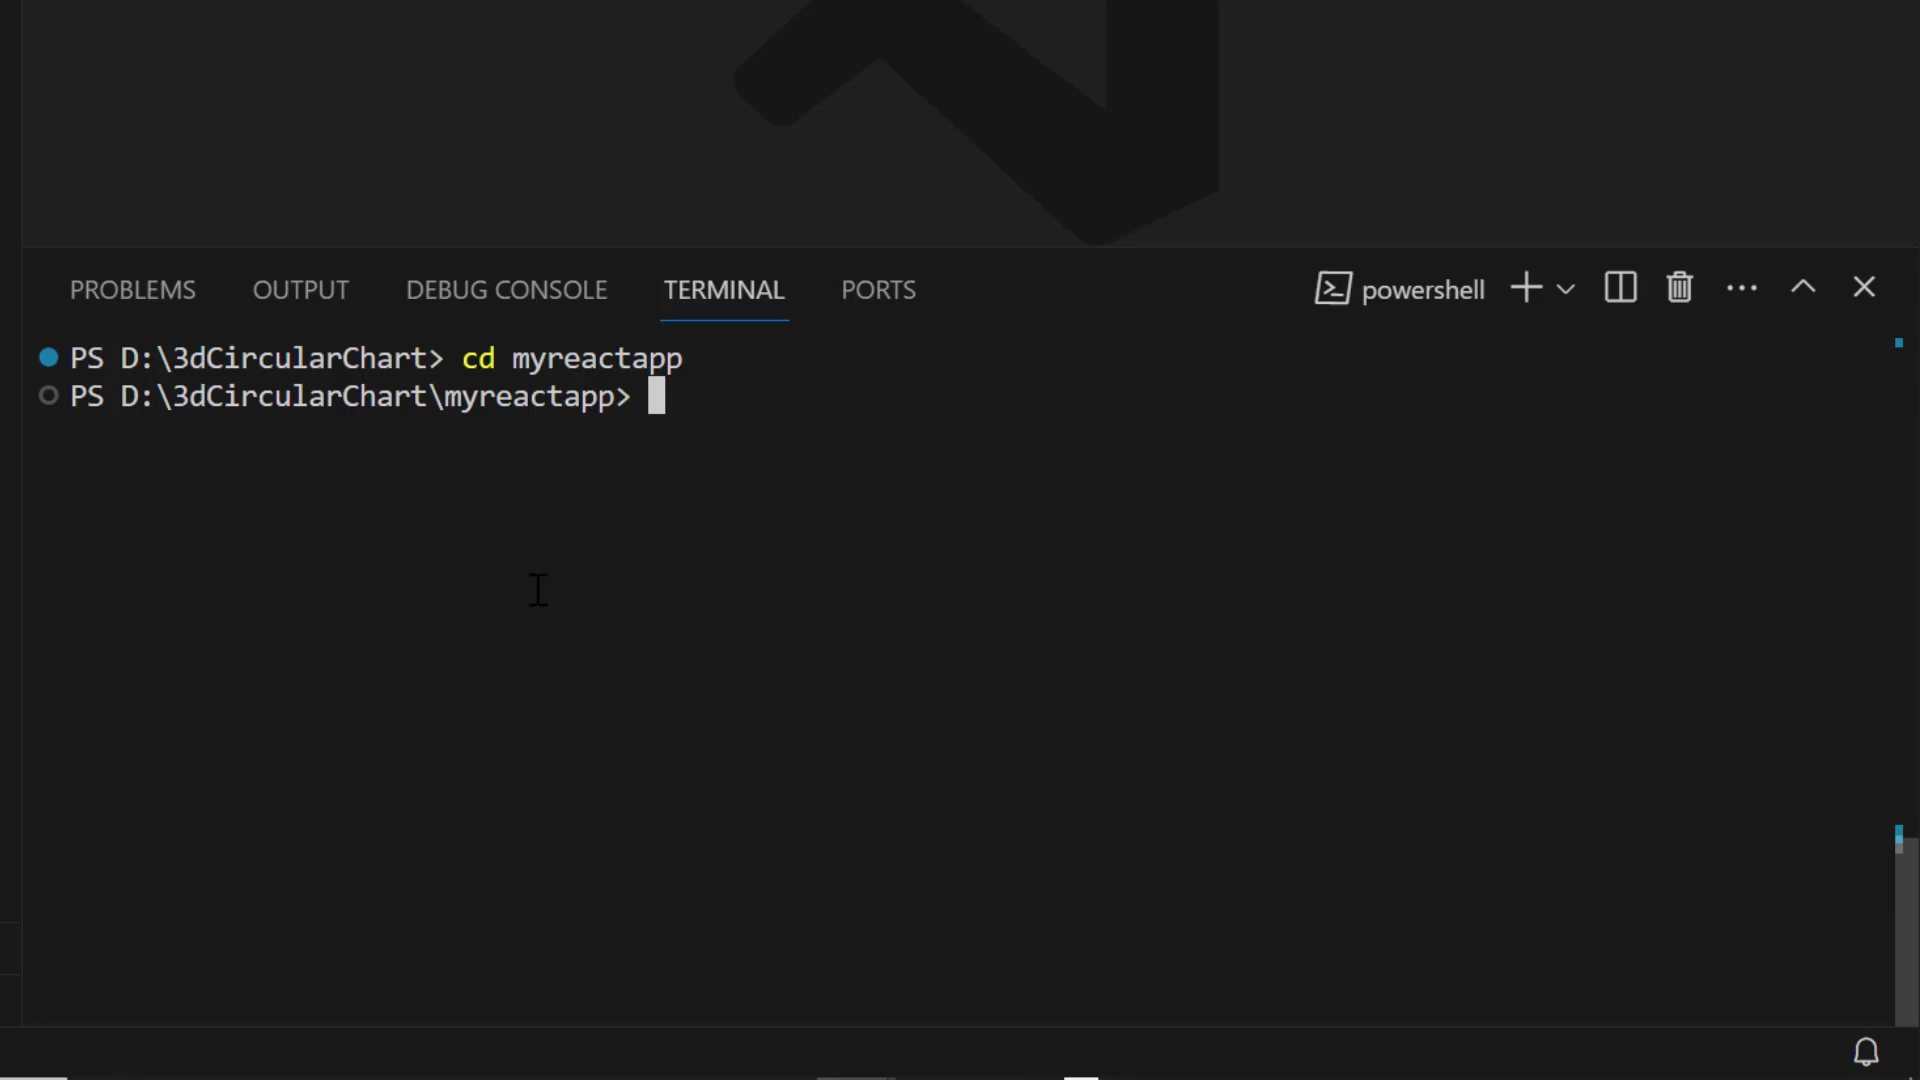 PROBLEMS OUTPUT DEBUG CONSOLE TERMINAL PORTS powershell
PS D:\3dCircularChart> cd myreactapp
PS D:\3dCircularChart\myreactapp>